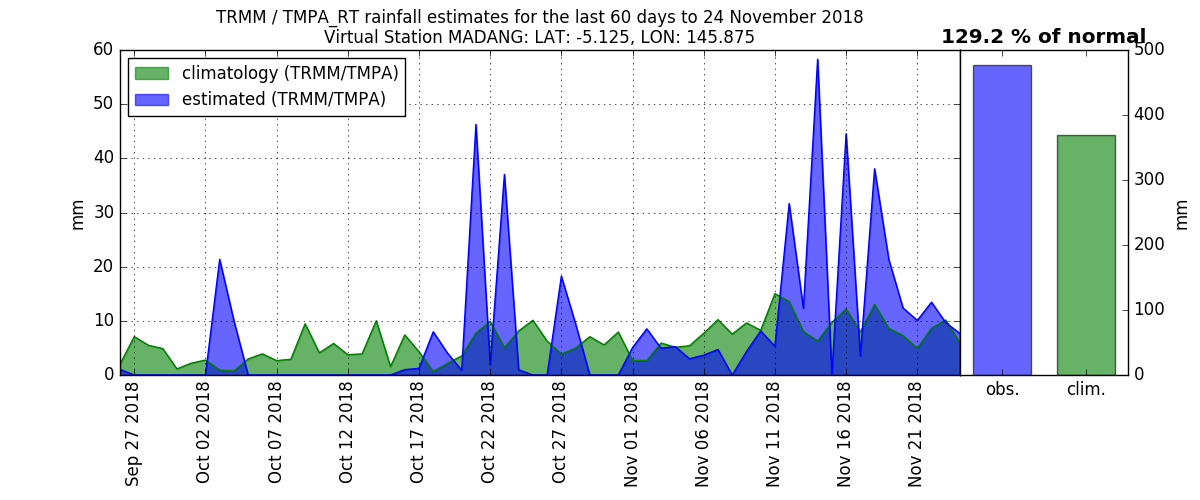 TRMM / TMPA_RT rainfall estimates for the last 60 days to 24 November 2018
Virtual Station MADANG: LAT: -5.125, LON: 145.875
129.2 % of normal
climatology (TRMM/TMPA)
estimated (TRMM/TMPA)
60
50
40
30
20
10
0
mm
500
400
300
200
100
0
mm
Sep 27 2018
Oct 02 2018
Oct 07 2018
Oct 12 2018
Oct 17 2018
Oct 22 2018
Oct 27 2018
Nov 01 2018
Nov 06 2018
Nov 11 2018
Nov 16 2018
Nov 21 2018
obs.
clim.